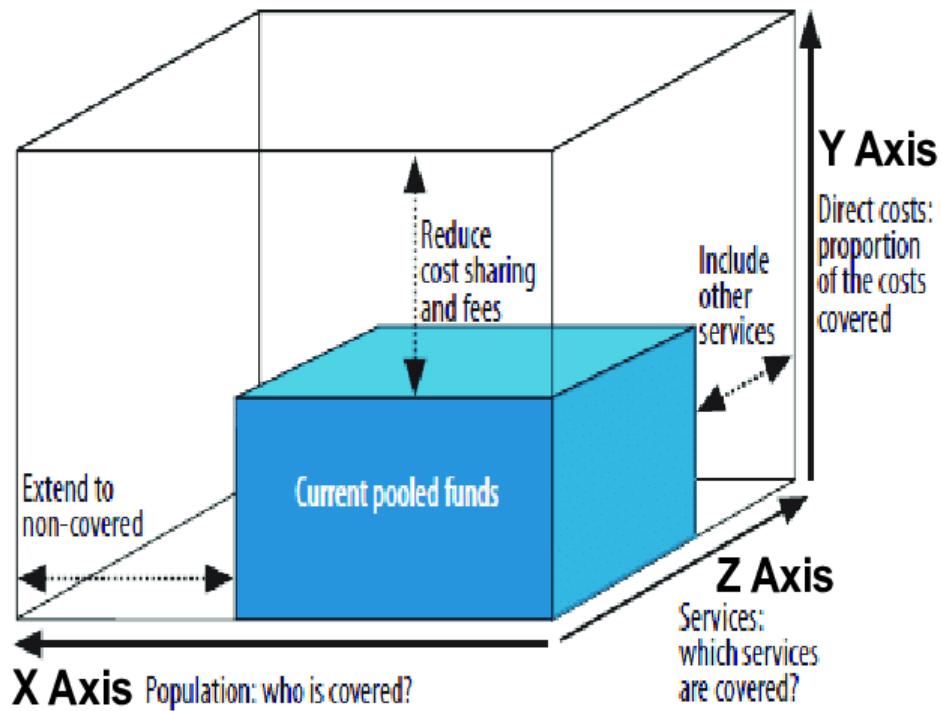 Y Axis
Direct costs:
proportion
of the costs
covered
Reduce
cost sharing
and fees
Include
other
services
Extend to
non-covered
Current pooled funds
Z Axis
Services:
which services
are covered?
X Axis Population: who is covered?